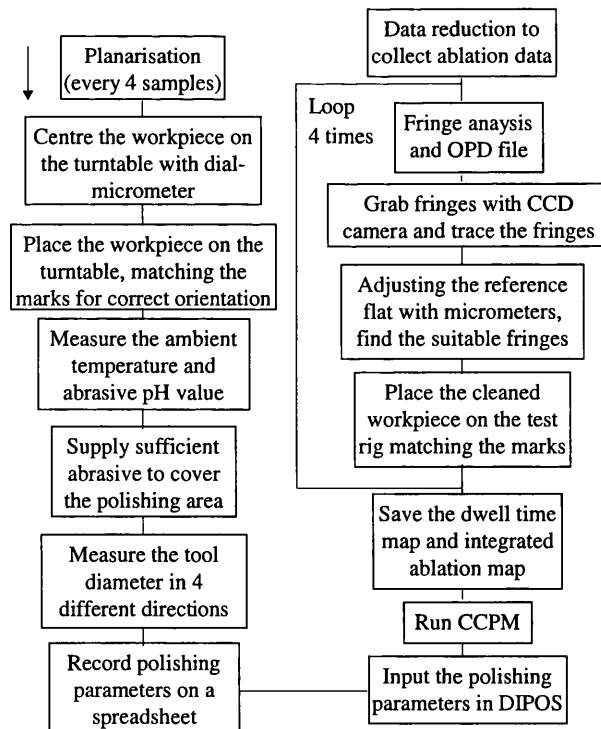 Planarisation
(every 4 samples)
Centre the workpiece on
the turntable with dial-
micrometer
Place the workpiece on the
turntable, matching the
marks for correct orientation
Measure the ambient
temperature and
abrasive pH value
Supply sufficient
abrasive to cover
the polishing area
Measure the tool
diameter in 4
different directions
Record polishing
parameters on a
spreadsheet
Data reduction to
collect ablation data
Loop
4 times
Fringe anaysis
and OPD file
Grab fringes with CCD
camera and trace the fringes
Adjusting the reference
flat with micrometers,
find the suitable fringes
Place the cleaned
workpiece on the test
rig matching the marks
Save the dwell time
map and integrated
ablation map
Run CCPM
Input the polishing
parameters in DIPOS